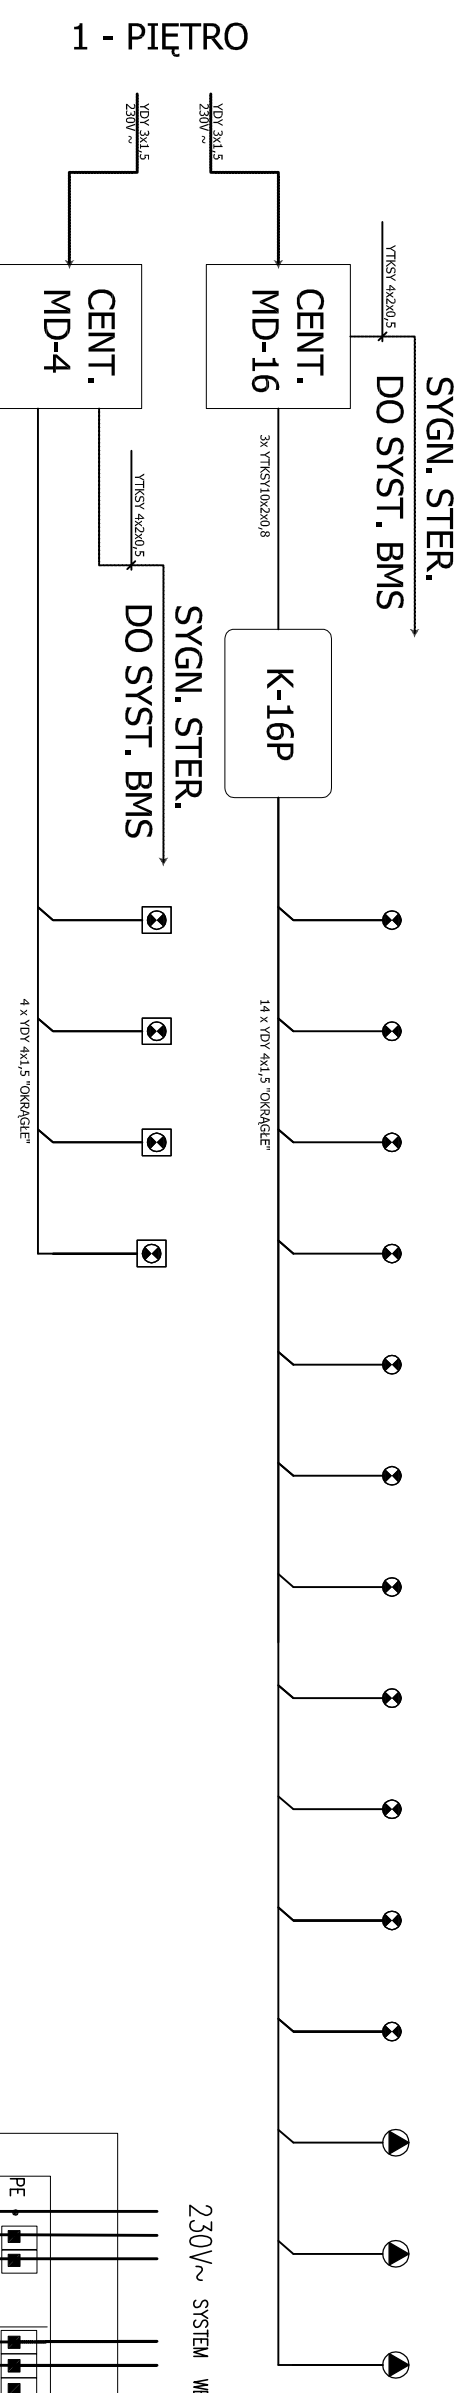 1 - PIĘTRO
YDY 3x1,5
230V ~
YDY 3x1,5
230V ~
YTKSY 4x2x0,5
SYGN. STER.
DO SYST. BMS
CENT.
MD-16
CENT.
MD-4
3x YTKSY10x2x0,8
YTKSY 4x2x0,5
SYGN. STER.
DO SYST. BMS
K-16P
14 x YDY 4x1,5 "OKRĄGŁE"
4 x YDY 4x1,5 "OKRĄGŁE"
PE
230V~ SYSTEM